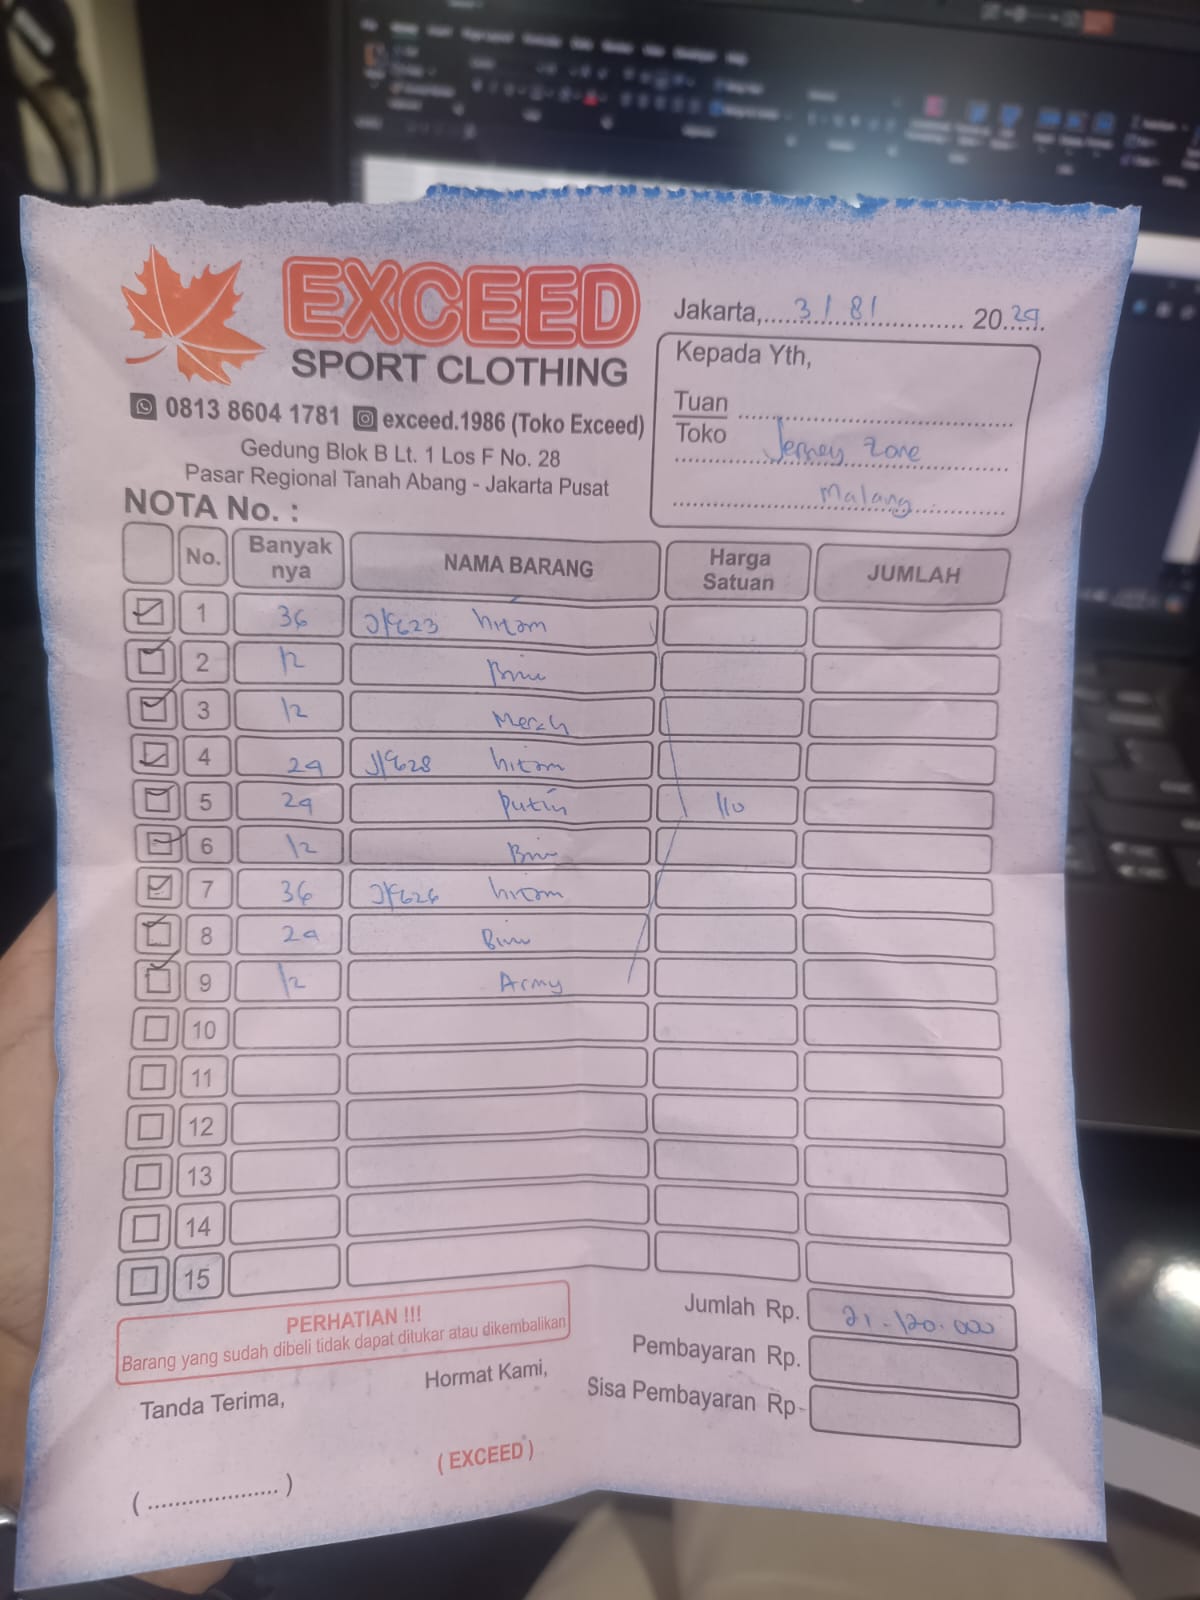 EXCEED
SPORT CLOTHING
0813 8604 1781 exceed.1986 (Toko Exceed)
Gedung Blok B Lt. 1 Los F No. 28
Pasar Regional Tanah Abang - Jakarta Pusat
NOTA No. :
Jakarta, 3/8/ 2024
Kepada Yth,
Tuan
Toko Jersey Zone
Malang
No. Banyak nya NAMA BARANG Harga Satuan JUMLAH
1 36 hitam
2 12 Biru
3 12 Merah
4 24 hitam
5 24 putih 110
6 12 Biru
7 36 hitam
8 24 Biru
9 12 Army
10
11
12
13
14
15
PERHATIAN !!!
Barang yang sudah dibeli tidak dapat ditukar atau dikembalikan
Jumlah Rp. 21.120.000
Pembayaran Rp.
Sisa Pembayaran Rp
Tanda Terima,
Hormat Kami,
( EXCEED )
(....................)